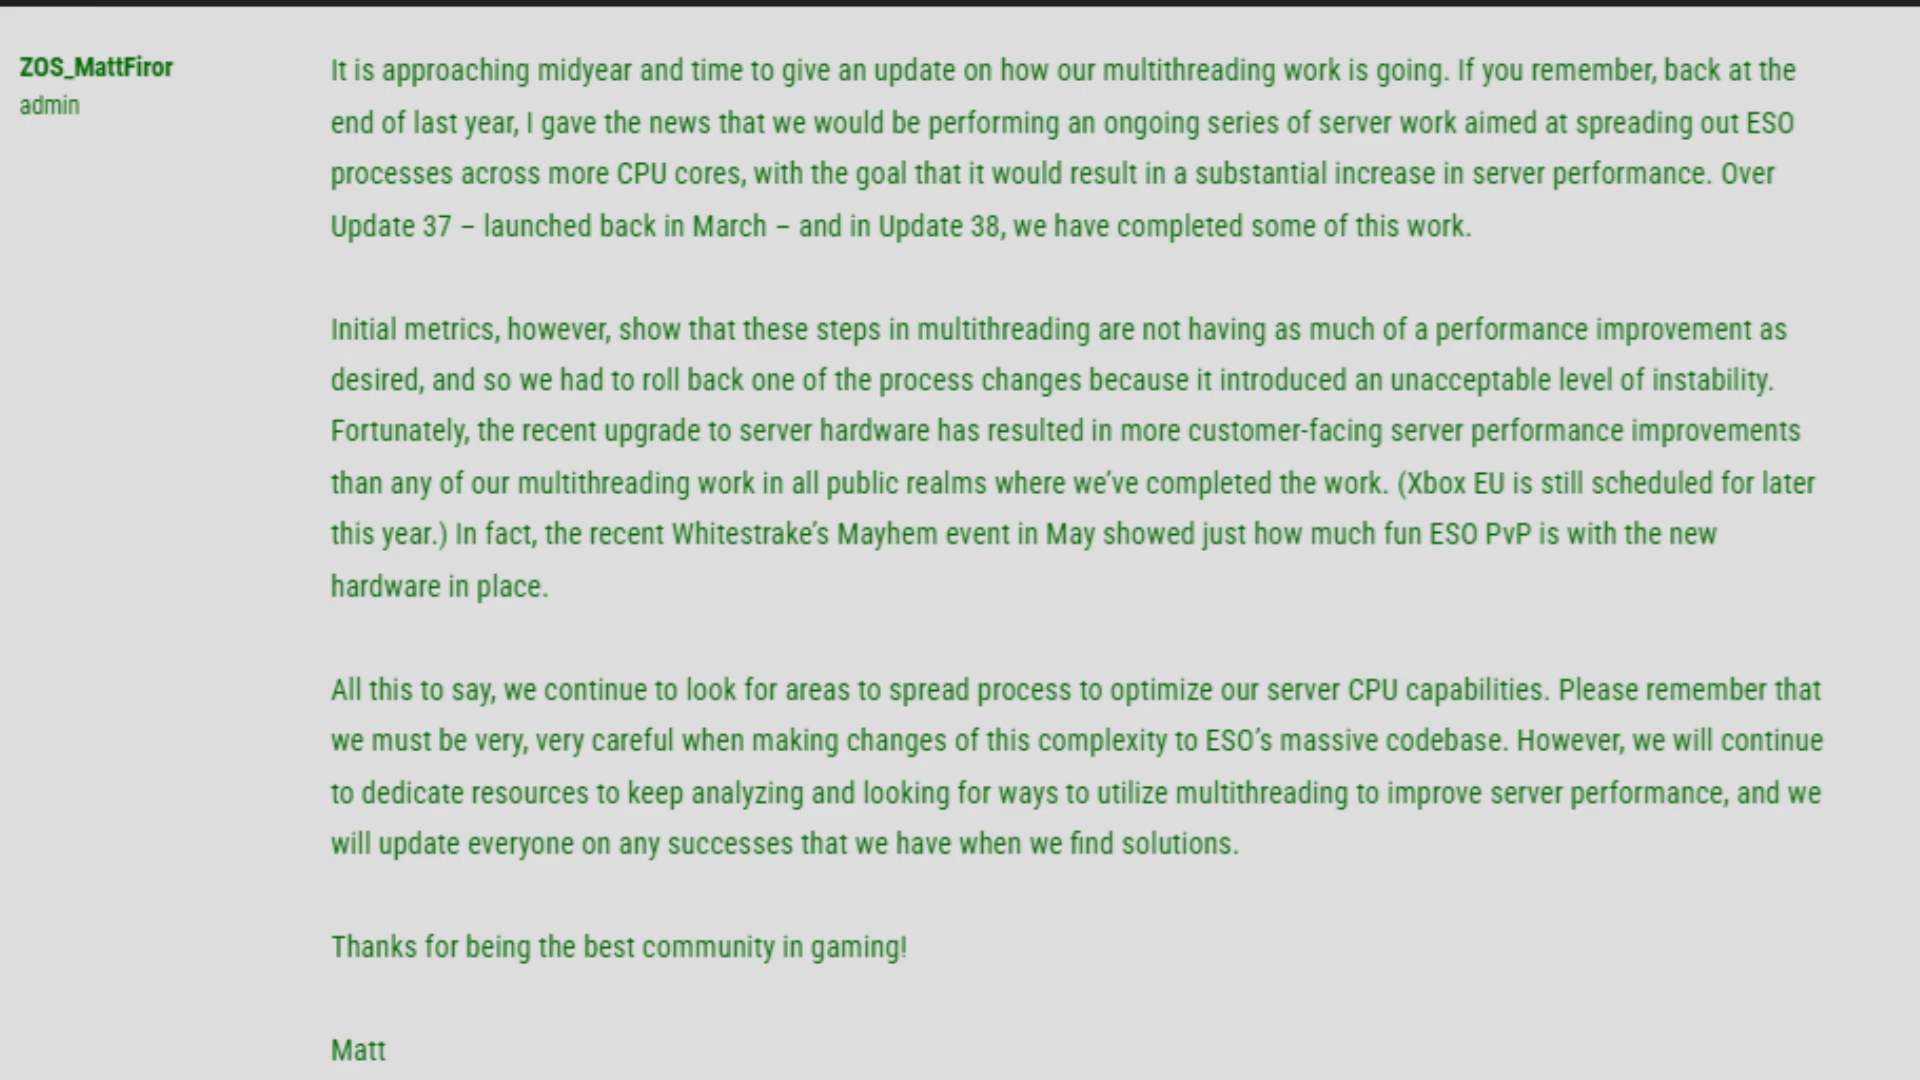 ZOS_MattFiror
admin
It is approaching midyear and time to give an update on how our multithreading work is going. If you remember, back at the
end of last year, I gave the news that we would be performing an ongoing series of server work aimed at spreading out ESO
processes across more CPU cores, with the goal that it would result in a substantial increase in server performance. Over
Update 37 – launched back in March – and in Update 38, we have completed some of this work.
Initial metrics, however, show that these steps in multithreading are not having as much of a performance improvement as
desired, and so we had to roll back one of the process changes because it introduced an unacceptable level of instability.
Fortunately, the recent upgrade to server hardware has resulted in more customer-facing server performance improvements
than any of our multithreading work in all public realms where we’ve completed the work. (Xbox EU is still scheduled for later
this year.) In fact, the recent Whitestrake’s Mayhem event in May showed just how much fun ESO PvP is with the new
hardware in place.
All this to say, we continue to look for areas to spread process to optimize our server CPU capabilities. Please remember that
we must be very, very careful when making changes of this complexity to ESO’s massive codebase. However, we will continue
to dedicate resources to keep analyzing and looking for ways to utilize multithreading to improve server performance, and we
will update everyone on any successes that we have when we find solutions.
Thanks for being the best community in gaming!
Matt